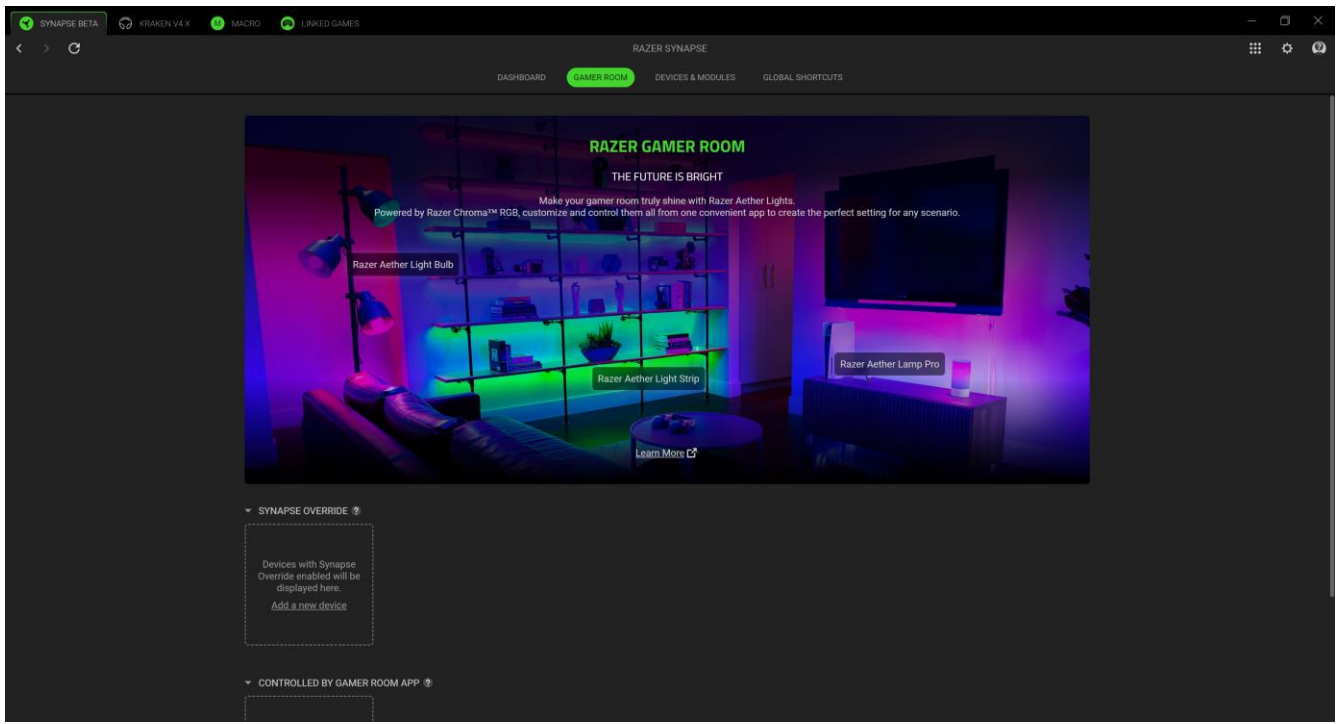 SYNAPSE BETA
KRAKEN V4 X
M
MACRO
LINKED GAMES
RAZER SYNAPSE
DASHBOARD
GAMER ROOM
DEVICES & MODULES
GLOBAL SHORTCUTS
RAZER GAMER ROOM
THE FUTURE IS BRIGHT
Make your gamer room truly shine with Razer Aether Lights.
Powered by Razer Chroma™ RGB, customize and control them all from one convenient app to create the perfect setting for any scenario.
Razer Aether Light Bulb
Razer Aether Lamp Pro
Razer Aether Light Strip
Learn More
SYNAPSE OVERRIDE ?
Devices with Synapse
Override enabled will be
displayed here.
Add a new device
CONTROLLED BY GAMER ROOM APP ?